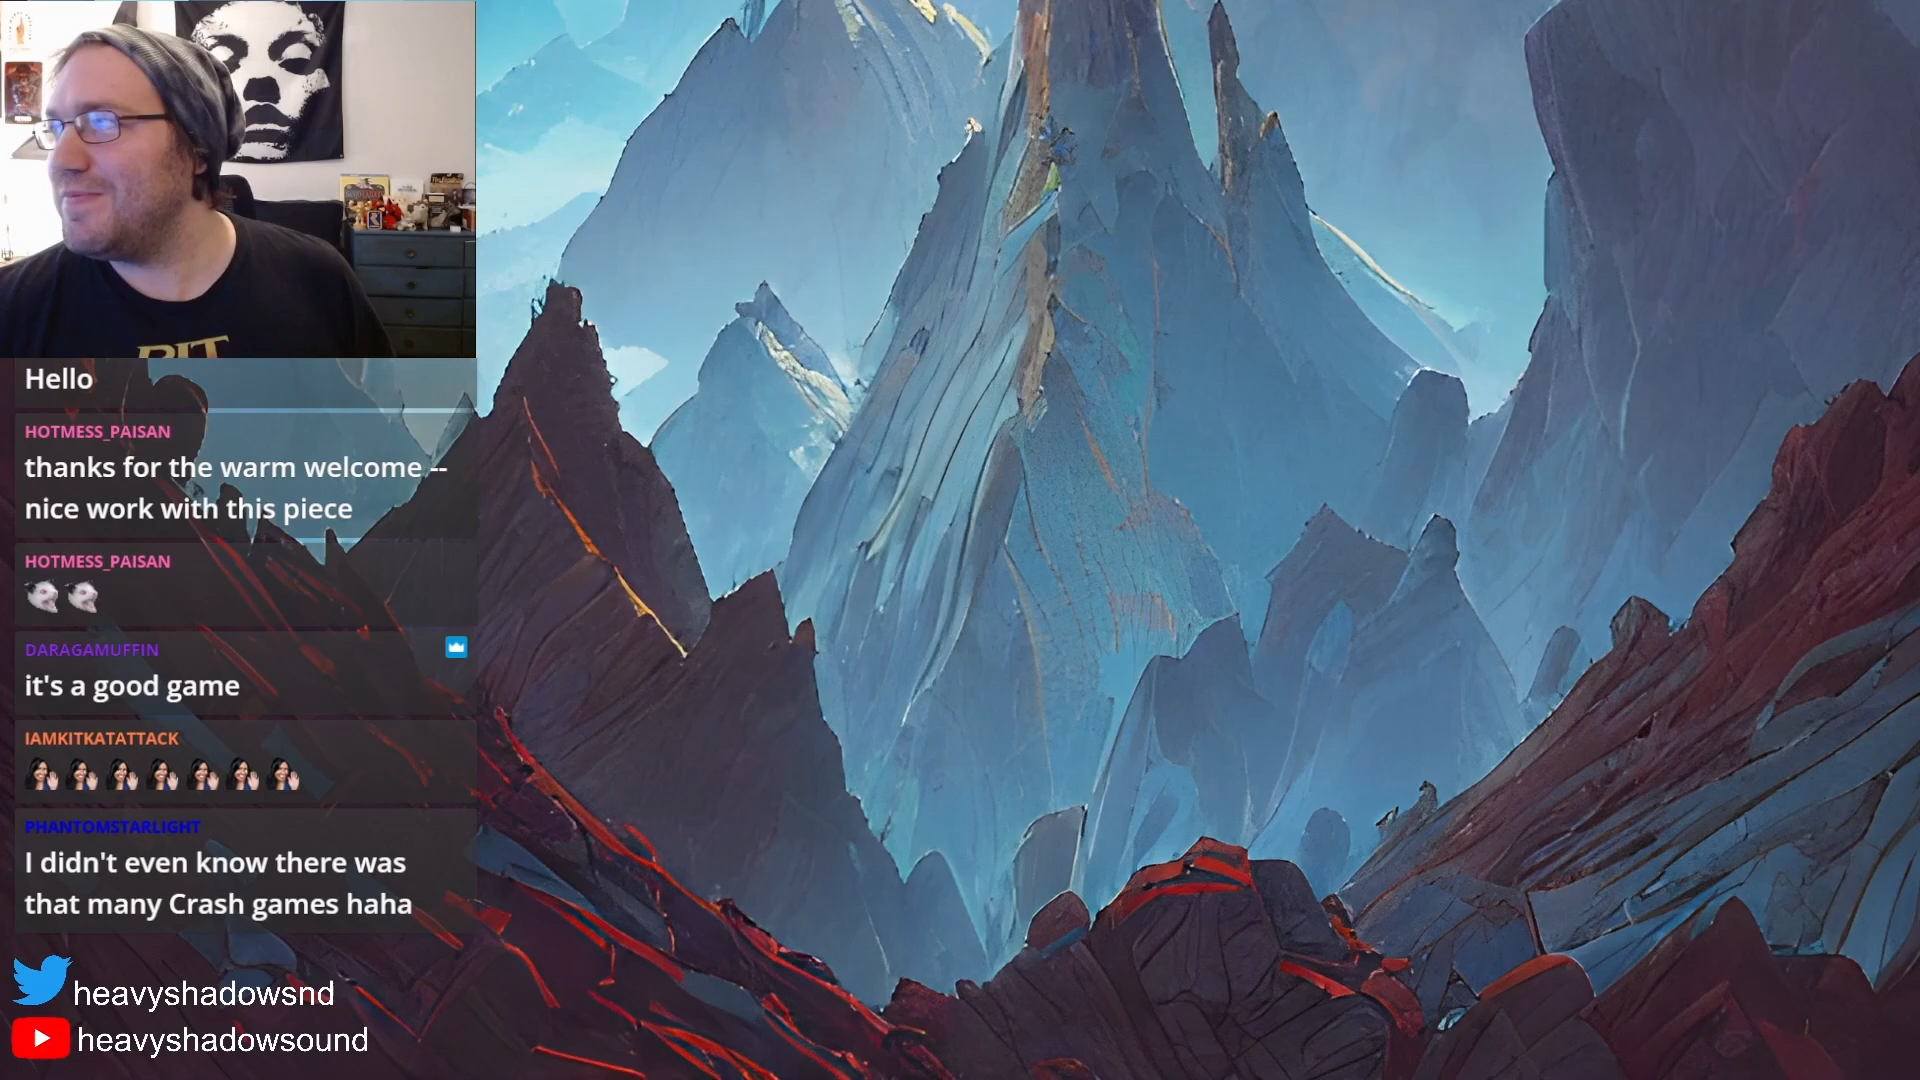 BIT
Hello
HOTMESS_PAISAN
thanks for the warm welcome --
nice work with this piece
HOTMESS_PAISAN
DARAGAMUFFIN
it's a good game
IAMKITKATATTACK
PHANTOMSTARLIGHT
I didn't even know there was
that many Crash games haha
heavyshadowsnd
heavyshadowsound